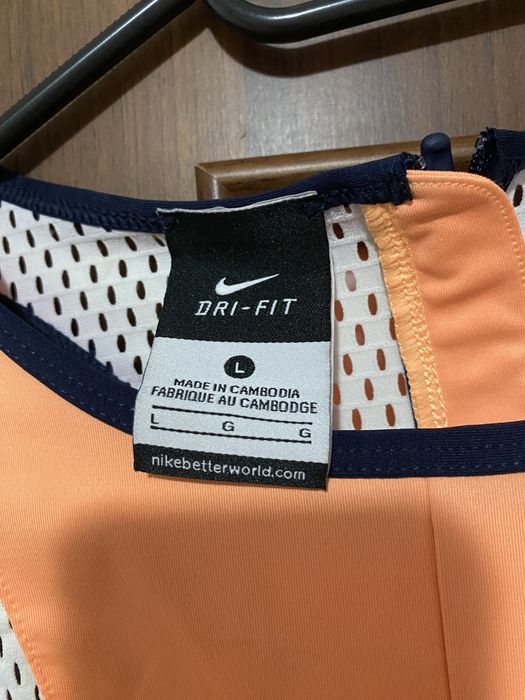 DRI-FIT
L
MADE IN CAMBODIA
FABRIQUE AU CAMBODGE
L G G
nikebetterworld.com